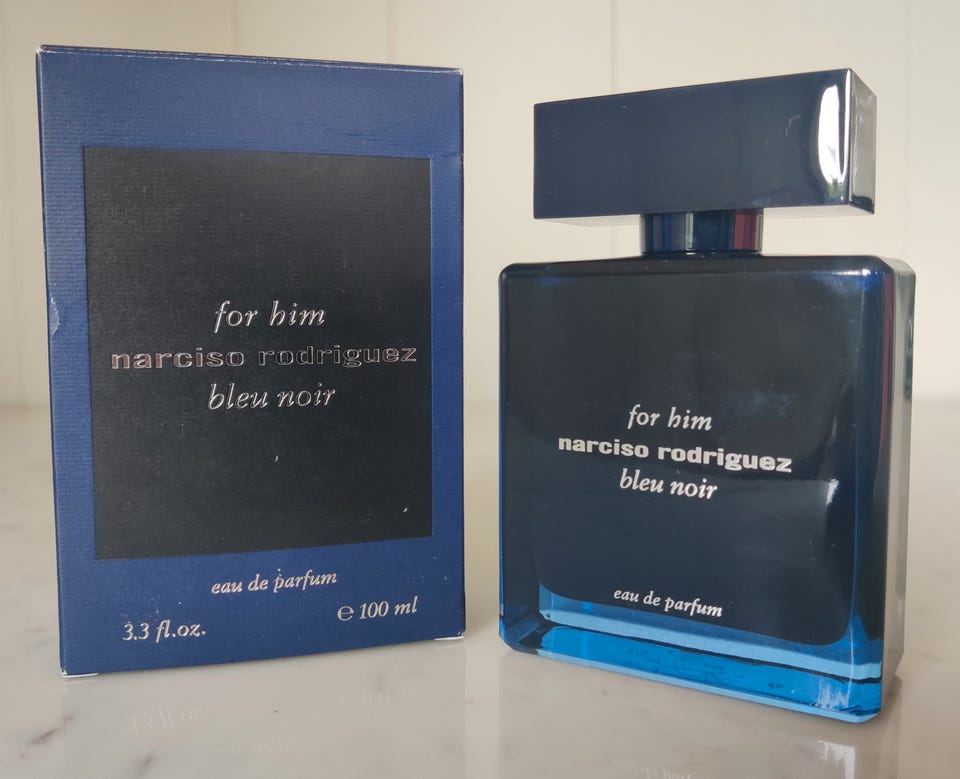 for him
narciso rodriguez
bleu noir
eau de parfum
3.3 fl.oz.
℮ 100 ml
for him
narciso rodriguez
bleu noir
eau de parfum